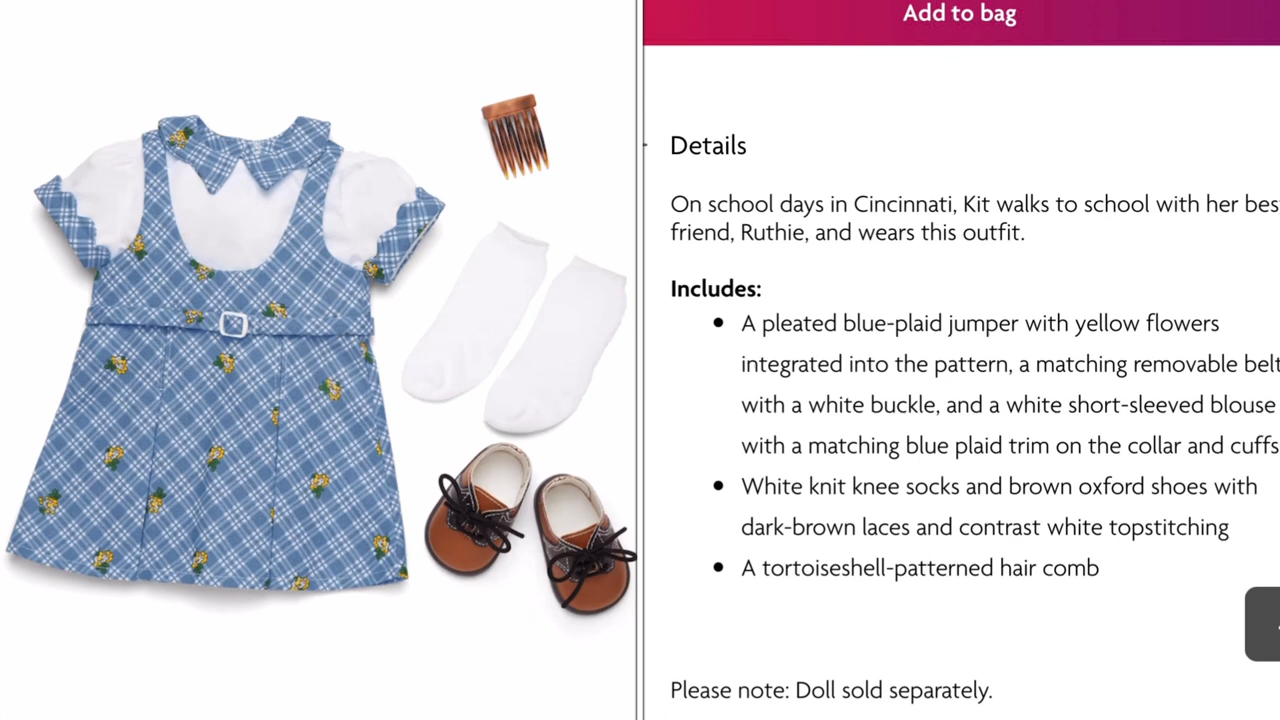 Add to bag
Details
On school days in Cincinnati, Kit walks to school with her bes
friend, Ruthie, and wears this outfit.
Includes:
• A pleated blue-plaid jumper with yellow flowers
integrated into the pattern, a matching removable belt
with a white buckle, and a white short-sleeved blouse
with a matching blue plaid trim on the collar and cuffs
• White knit knee socks and brown oxford shoes with
dark-brown laces and contrast white topstitching
• A tortoiseshell-patterned hair comb
Please note: Doll sold separately.